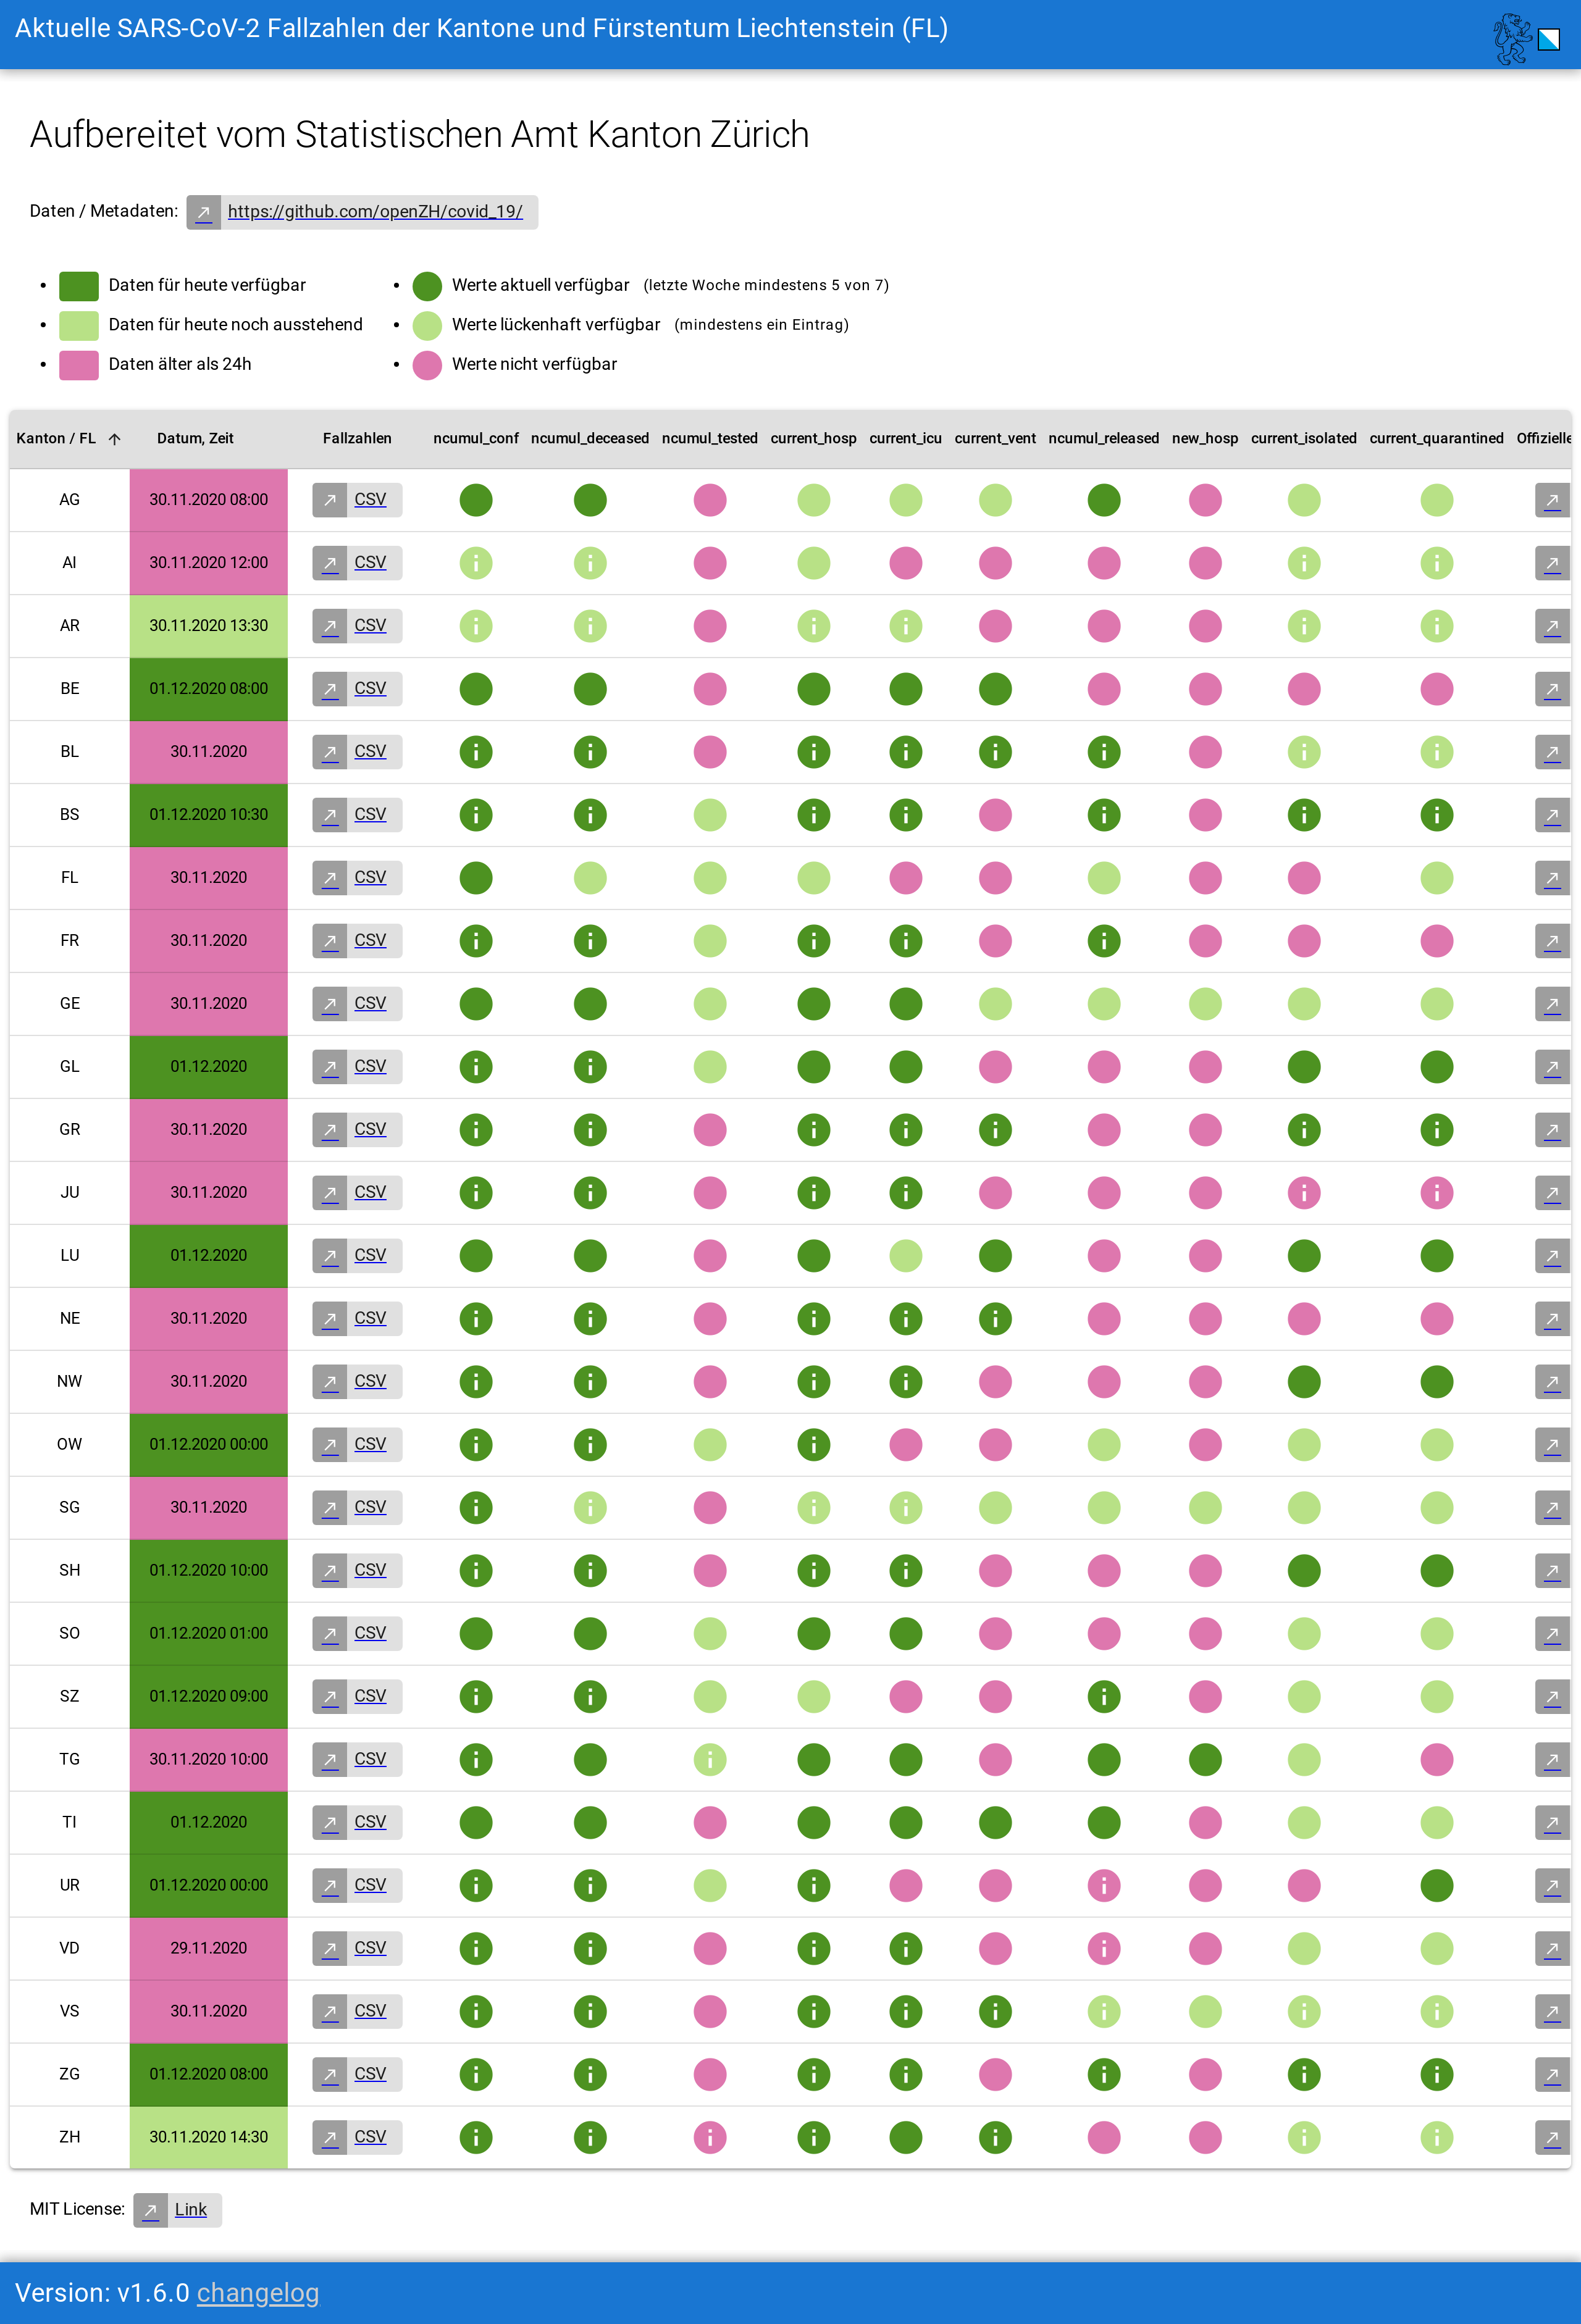 Aktuelle SARS-CoV-2 Fallzahlen der Kantone und Fürstentum Liechtenstein (FL)
Aufbereitet vom Statistischen Amt Kanton Zürich
Daten / Metadaten: https://github.com/openZH/covid_19/
Daten für heute verfügbar
Daten für heute noch ausstehend
Daten älter als 24h
Werte aktuell verfügbar (letzte Woche mindestens 5 von 7)
Werte lückenhaft verfügbar (mindestens ein Eintrag)
Werte nicht verfügbar
Kanton / FL Datum, Zeit Fallzahlen ncumul_conf ncumul_deceased ncumul_tested current_hosp current_icu current_vent ncumul_released new_hosp current_isolated current_quarantined Offizielle
AG 30.11.2020 08:00 CSV
AI 30.11.2020 12:00 CSV
AR 30.11.2020 13:30 CSV
BE 01.12.2020 08:00 CSV
BL 30.11.2020 CSV
BS 01.12.2020 10:30 CSV
FL 30.11.2020 CSV
FR 30.11.2020 CSV
GE 30.11.2020 CSV
GL 01.12.2020 CSV
GR 30.11.2020 CSV
JU 30.11.2020 CSV
LU 01.12.2020 CSV
NE 30.11.2020 CSV
NW 30.11.2020 CSV
OW 01.12.2020 00:00 CSV
SG 30.11.2020 CSV
SH 01.12.2020 10:00 CSV
SO 01.12.2020 01:00 CSV
SZ 01.12.2020 09:00 CSV
TG 30.11.2020 10:00 CSV
TI 01.12.2020 CSV
UR 01.12.2020 00:00 CSV
VD 29.11.2020 CSV
VS 30.11.2020 CSV
ZG 01.12.2020 08:00 CSV
ZH 30.11.2020 14:30 CSV
MIT License: Link
Version: v1.6.0 changelog